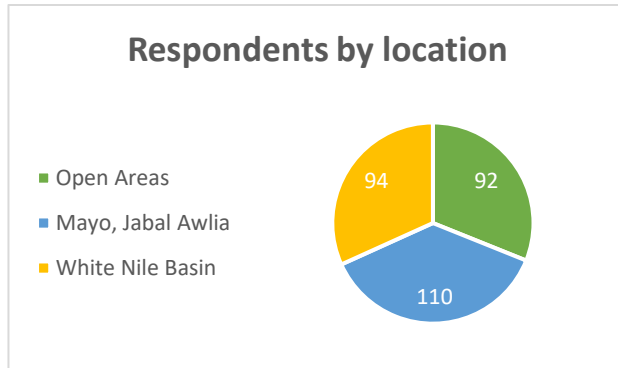 Respondents by location
Open Areas
Mayo, Jabal Awlia
White Nile Basin
94
92
110